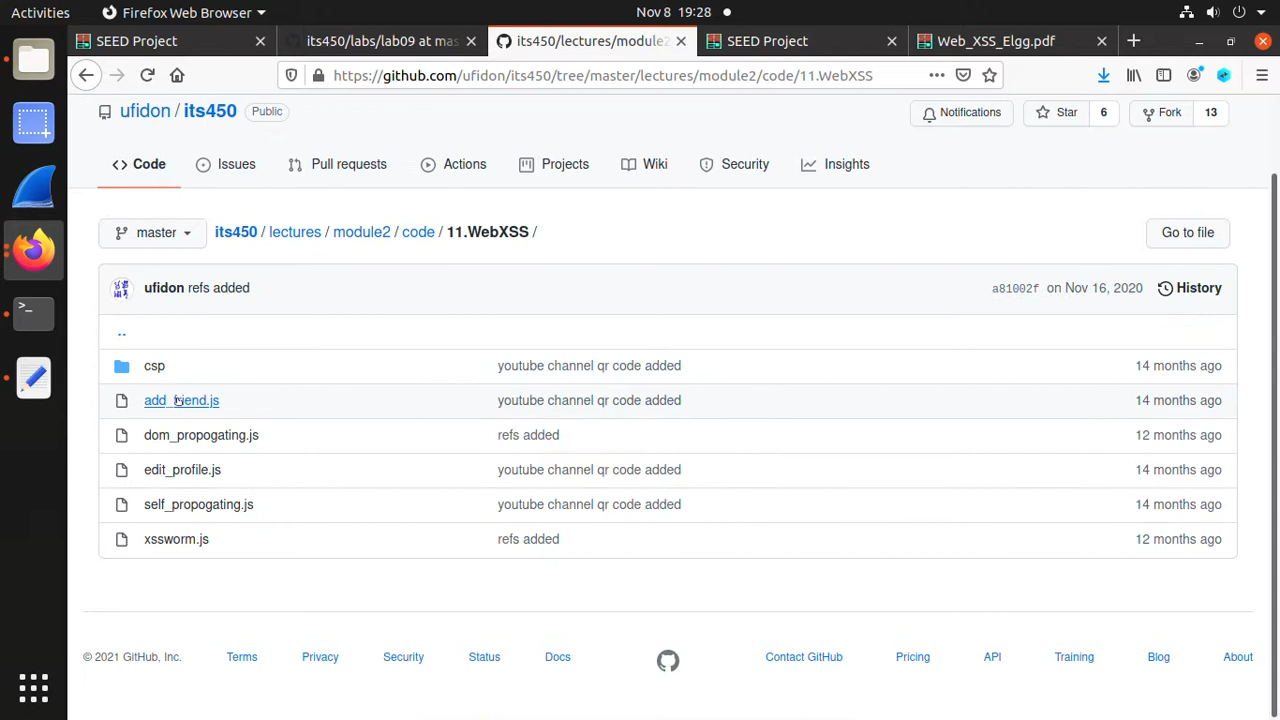 Activities
Firefox Web Browser
Nov 8 19:28
SEED Project
its450/labs/lab09 at mas
its450/lectures/module2
SEED Project
Web_XSS_Elgg.pdf
https://github.com/ufidon/its450/tree/master/lectures/module2/code/11.WebXSS
ufidon / its450 Public
Notifications
Star 6
Fork 13
Code
Issues
Pull requests
Actions
Projects
Wiki
Security
Insights
master
its450 / lectures / module2 / code / 11.WebXSS /
Go to file
ufidon refs added
a81002f on Nov 16, 2020
History
..
csp youtube channel qr code added 14 months ago
add_friend.js youtube channel qr code added 14 months ago
dom_propogating.js refs added 12 months ago
edit_profile.js youtube channel qr code added 14 months ago
self_propogating.js youtube channel qr code added 14 months ago
xssworm.js refs added 12 months ago
© 2021 GitHub, Inc. Terms Privacy Security Status Docs Contact GitHub Pricing API Training Blog About